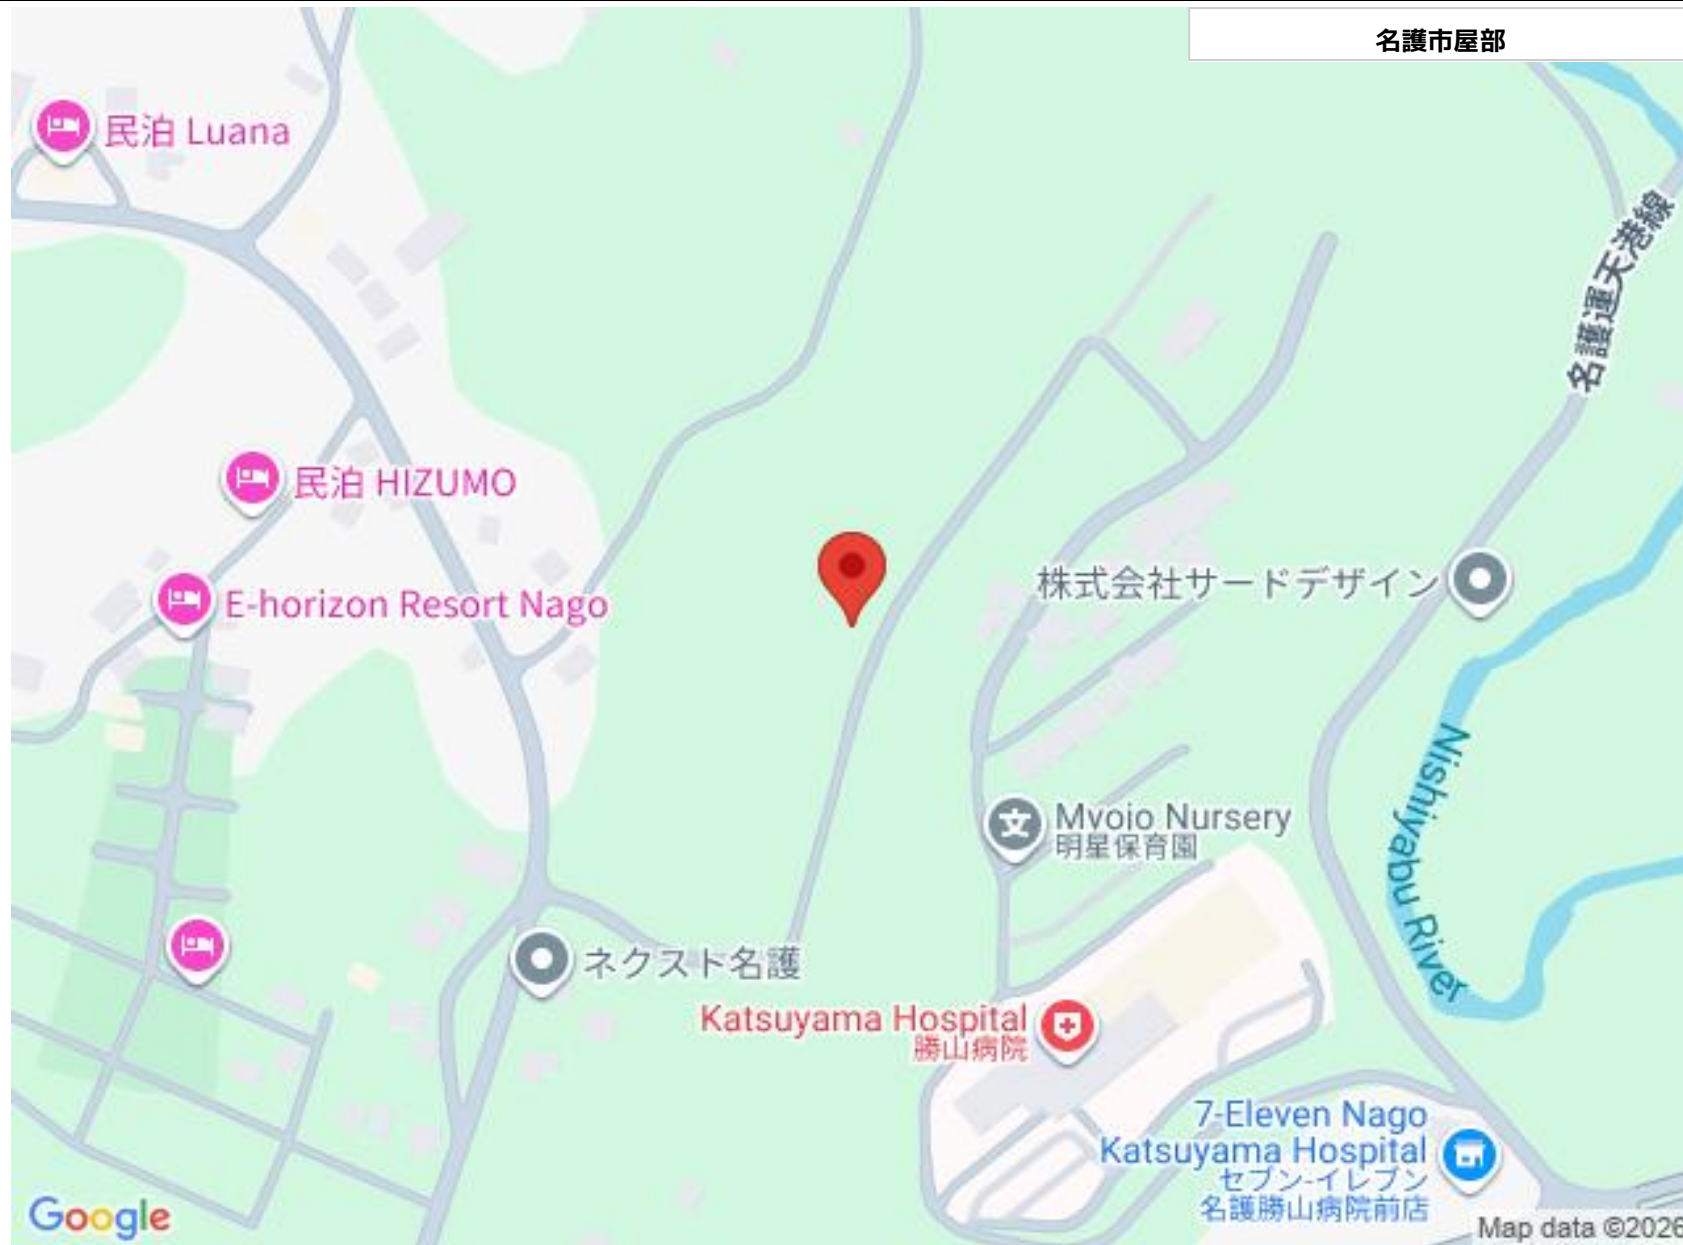 名護市屋部
民泊 Luana
名護運天港線
民泊 HIZUMO
株式会社サードデザイン
E-horizon Resort Nago
Nishiyabu River
Mvoio Nursery
明星保育園
ネクスト名護
Katsuyama Hospital
勝山病院
7-Eleven Nago
Katsuyama Hospital
セブン-イレブン
名護勝山病院前店
Google
Map data ©2026